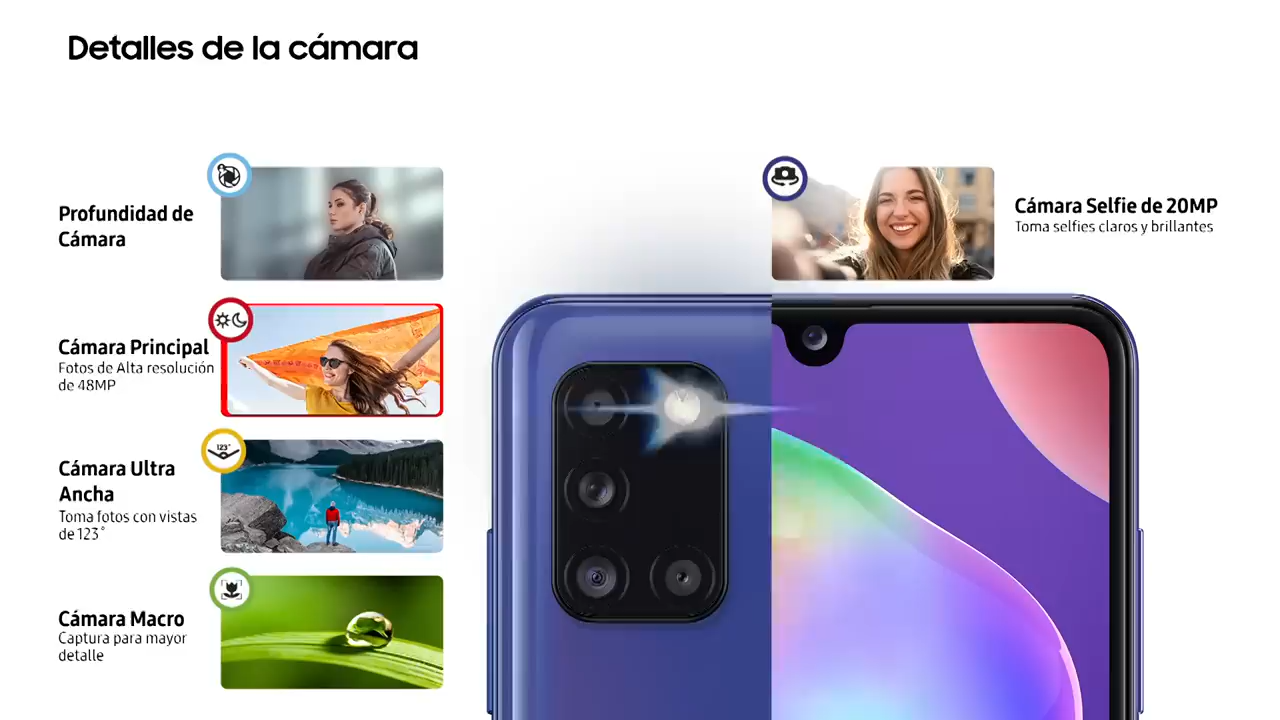 Detalles de la cámara
Profundidad de
Cámara
Cámara Principal
Fotos de Alta resolución
de 48MP
123°
Cámara Ultra
Ancha
Toma fotos con vistas
de 123°
Cámara Macro
Captura para mayor
detalle
Cámara Selfie de 20MP
Toma selfies claros y brillantes